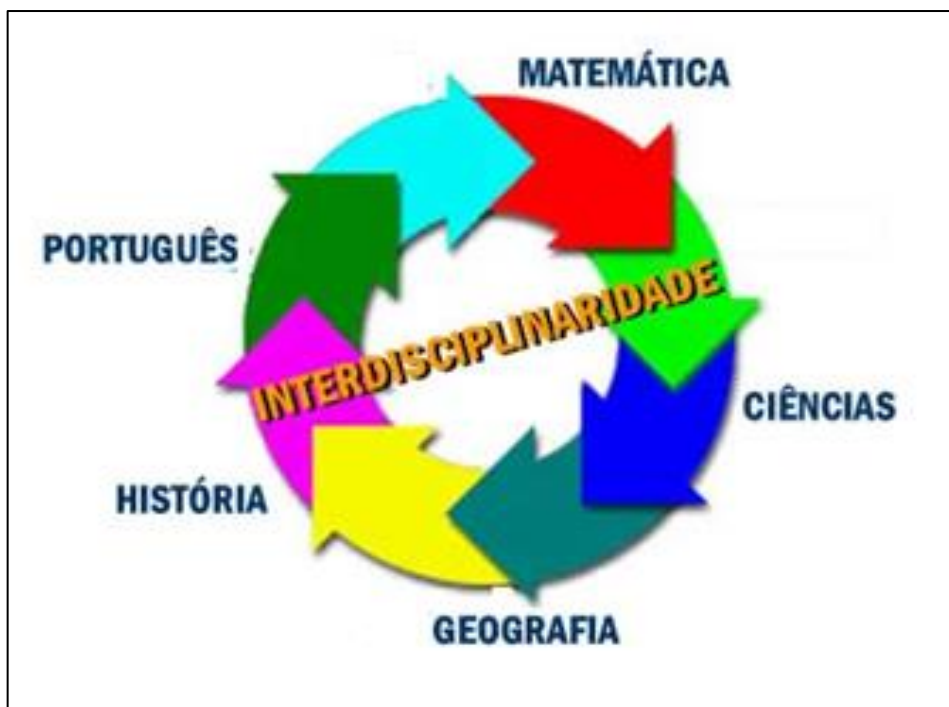 MATEMÁTICA
PORTUGUÊS
INTERDISCIPLINARIDADE
CIÊNCIAS
HISTÓRIA
GEOGRAFIA